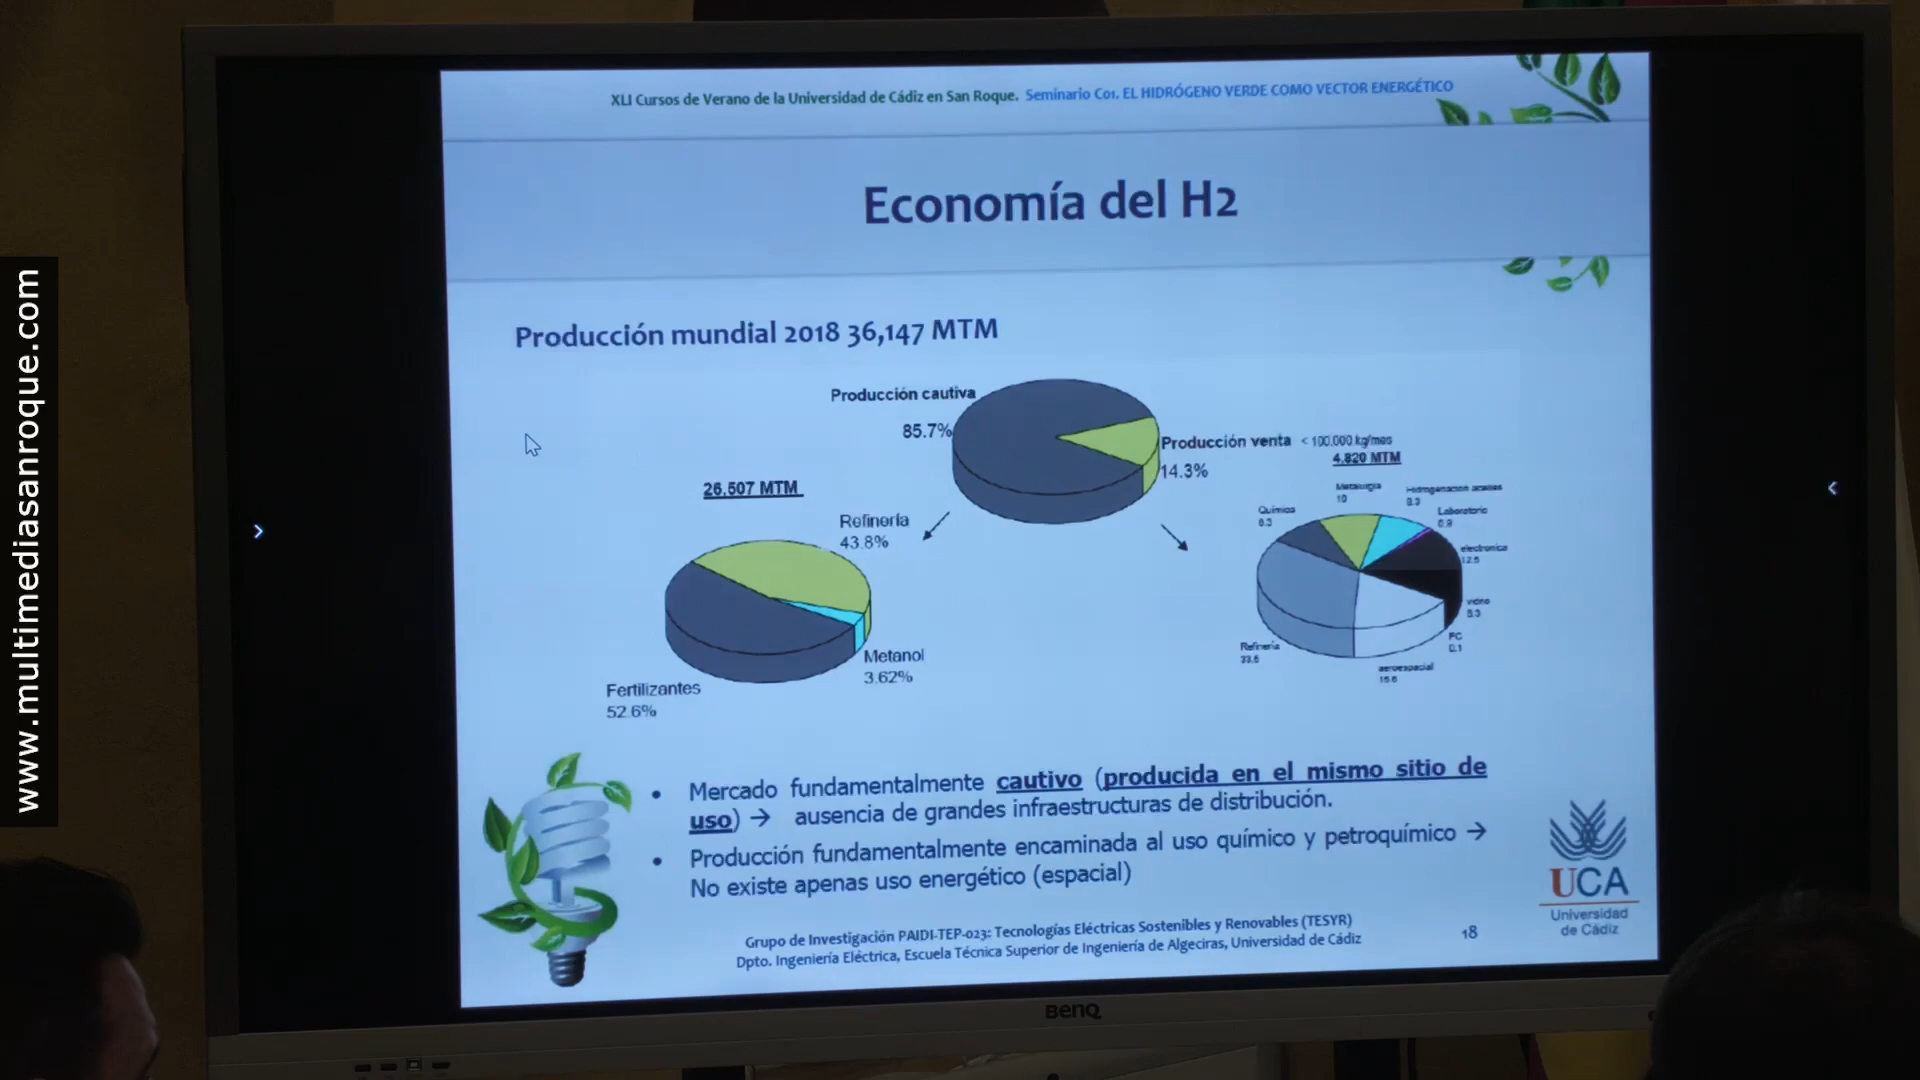 www.multimediasanroque.com
XLI Cursos de Verano de la Universidad de Cádiz en San Roque. Seminario C01. EL HIDRÓGENO VERDE COMO VECTOR ENERGÉTICO
Economía del H2
Producción mundial 2018 36,147 MTM
Producción cautiva
85.7%
Producción venta < 100.000 kg/mes
14.3%
4.820 MTM
26.507 MTM
Refinería
43.8%
Metanol
3.62%
Fertilizantes
52.6%
Metalurgia
10
Hidrogenación aceites
Laboratorio
Química
electronica
vidrio
FC
0.1
aeroespacial
Refinería
• Mercado fundamentalmente cautivo (producida en el mismo sitio de
uso) → ausencia de grandes infraestructuras de distribución.
• Producción fundamentalmente encaminada al uso químico y petroquímico →
No existe apenas uso energético (espacial)
Grupo de Investigación PAIDI-TEP-023: Tecnologías Eléctricas Sostenibles y Renovables (TESYR)
Dpto. Ingeniería Eléctrica, Escuela Técnica Superior de Ingeniería de Algeciras, Universidad de Cádiz
18
UCA
Universidad
de Cádiz
BenQ